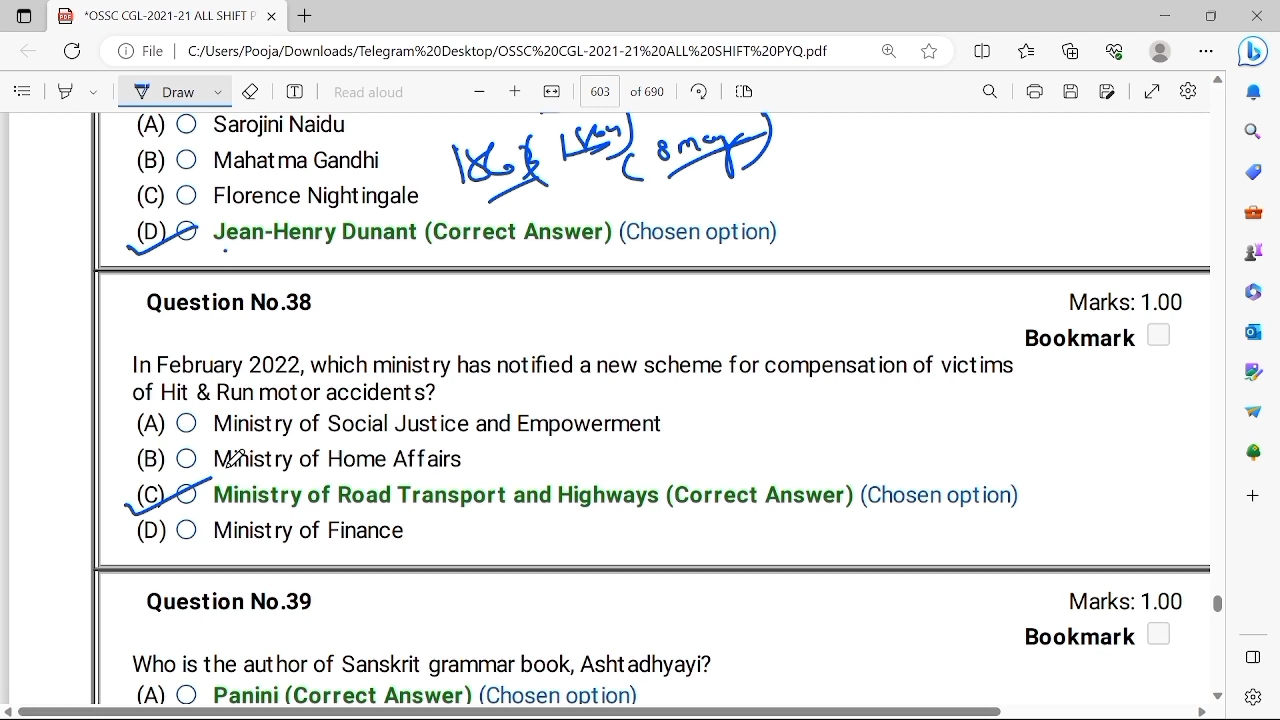 *OSSC CGL-2021-21 ALL SHIFT P
File C:/Users/Pooja/Downloads/Telegram%20Desktop/OSSC%20CGL-2021-21%20ALL%20SHIFT%20PYQ.pdf
Draw Read aloud 603 of 690
(A) Sarojini Naidu
(B) Mahatma Gandhi
(8 may)
(C) Florence Nightingale
(D) Jean-Henry Dunant (Correct Answer) (Chosen option)
Question No.38 Marks: 1.00
Bookmark
In February 2022, which ministry has notified a new scheme for compensation of victims
of Hit & Run motor accidents?
(A) Ministry of Social Justice and Empowerment
(B) Ministry of Home Affairs
(C) Ministry of Road Transport and Highways (Correct Answer) (Chosen option)
(D) Ministry of Finance
Question No.39 Marks: 1.00
Bookmark
Who is the author of Sanskrit grammar book, Ashtadhyayi?
(A) Panini (Correct Answer) (Chosen option)